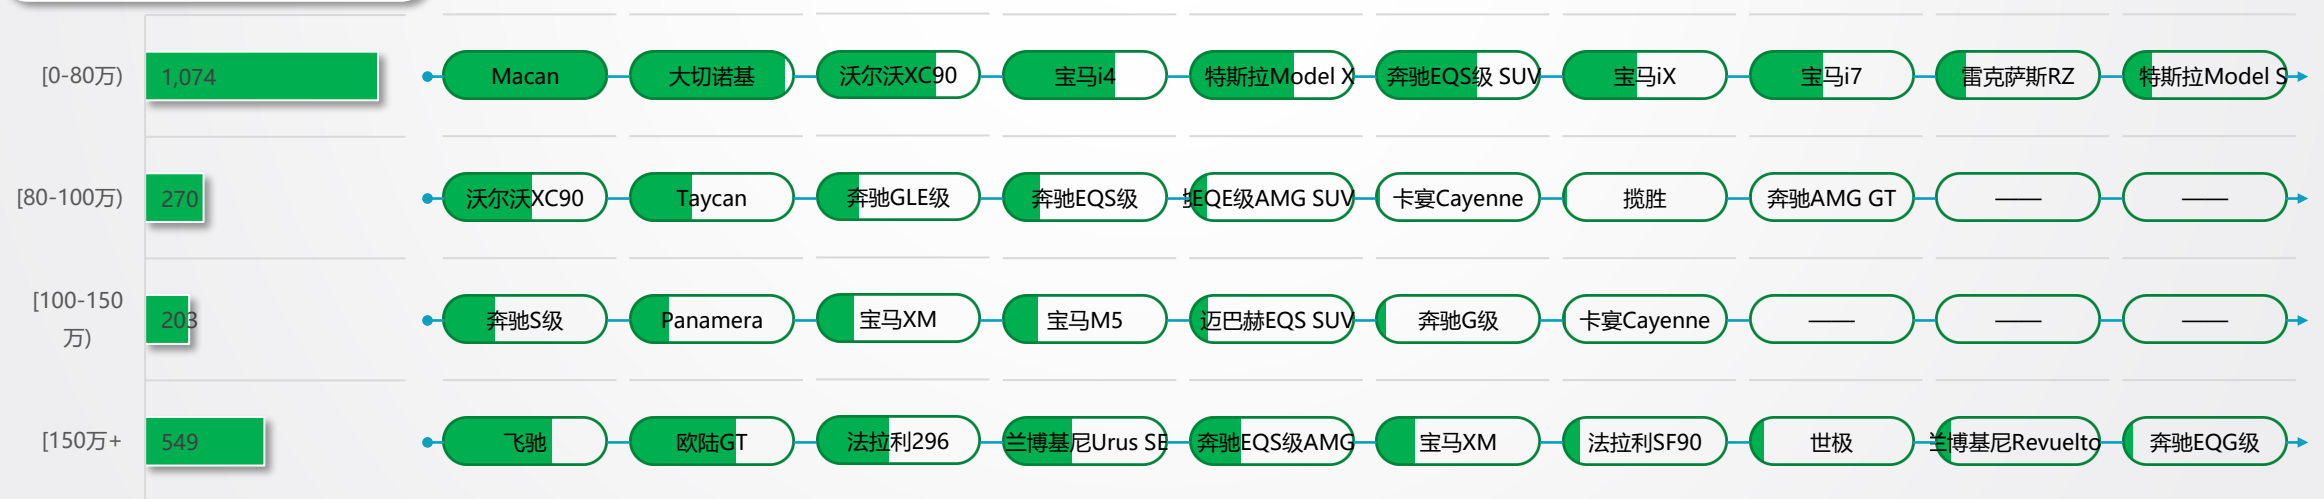 [0-80万)
1,074
Macan
大切诺基
沃尔沃XC90
宝马i4
特斯拉Model X
奔驰EQS级 SUV
宝马iX
宝马i7
雷克萨斯RZ
特斯拉Model S
[80-100万)
270
沃尔沃XC90
Taycan
奔驰GLE级
奔驰EQS级
EQE级AMG SUV
卡宴Cayenne
揽胜
奔驰AMG GT
——
——
[100-150
万)
203
奔驰S级
Panamera
宝马XM
宝马M5
迈巴赫EQS SUV
奔驰G级
卡宴Cayenne
——
——
——
[150万+
549
飞驰
欧陆GT
法拉利296
兰博基尼Urus SE
奔驰EQS级AMG
宝马XM
法拉利SF90
世极
兰博基尼Revuelto
奔驰EQG级